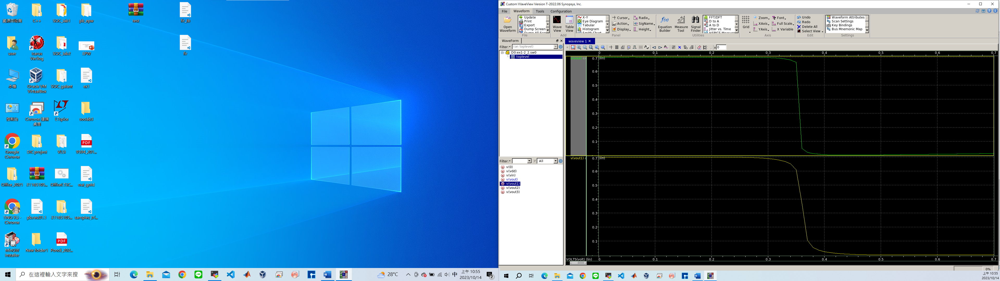 資源回收筒
C++
SOC_lab1
pb_epw
test
fir_tb
user
Icarus
Verilog
SOC_lab2
EPW
fir
本機
Oracle VM
VirtualBox
SOC_galant
ex1
控制台
Chrome 遠端
桌面
LTspice
soclab3
Google
Chrome
DIC project
VLSI
9594_201...
Office_2021
31165105...
OfficeLTSC...
out_gold
TING YU -
Chrome
pb.res.01.1
31165105...
samples_tri...
MinGW
Installer
New folder1
Ponce_202...
在這裡輸入文字來搜
28°C
中
上午 10:55
2023/10/14
2
Custom WaveView Version T-2022.06 Synopsys, Inc.
File Waveform Tools Configuration
Open
Waveform
Update
Print
Export
Dump Screen
Dump All Scr
File
Wave
View
Table
View
Add
X-Y
Eye Diagram
Tabular
Histogram
Smith Chart
Cursor
Action
Display
Radix
SigName
Height
Panel
Equation
Builder
Measure
Tool
Signal
Finder
FFT/DFT
D to A
A to D
Jitter vs. Time
HSPICE Measure
Utilities
Grid
Zoom
XAxis
YAxis
Font
Full Scale
X Variable
Axis
Undo
Redo
Delete All
Select View
Edit
Waveform Attributes
Scan Settings
Key Bindings
Bus Mnemonic Map
Settings
WaveForm
Filter: (on toplevel)
D0:ex1-2_2.sw0
toplevel
Filter: All
v(0)
v(vdd)
v(vin)
v(vout)
v(vout1)
v(vout2)
v(vout3)
waveview 1
x 0
0 0.1 0.2 0.3 0.4 0.5 0.6 0.7
v(vout) ex
0.7 (lin)
0.6
0.5
0.4
0.3
0.2
0.1
v(vout1) e
0.7 (lin)
0.6
0.5
0.4
0.3
0.2
0.1
VOLTS(volt) (lin) 0 0.1 0.2 0.3 0.4 0.5 0.6 0.7
0%
上午 10:55
2023/10/14